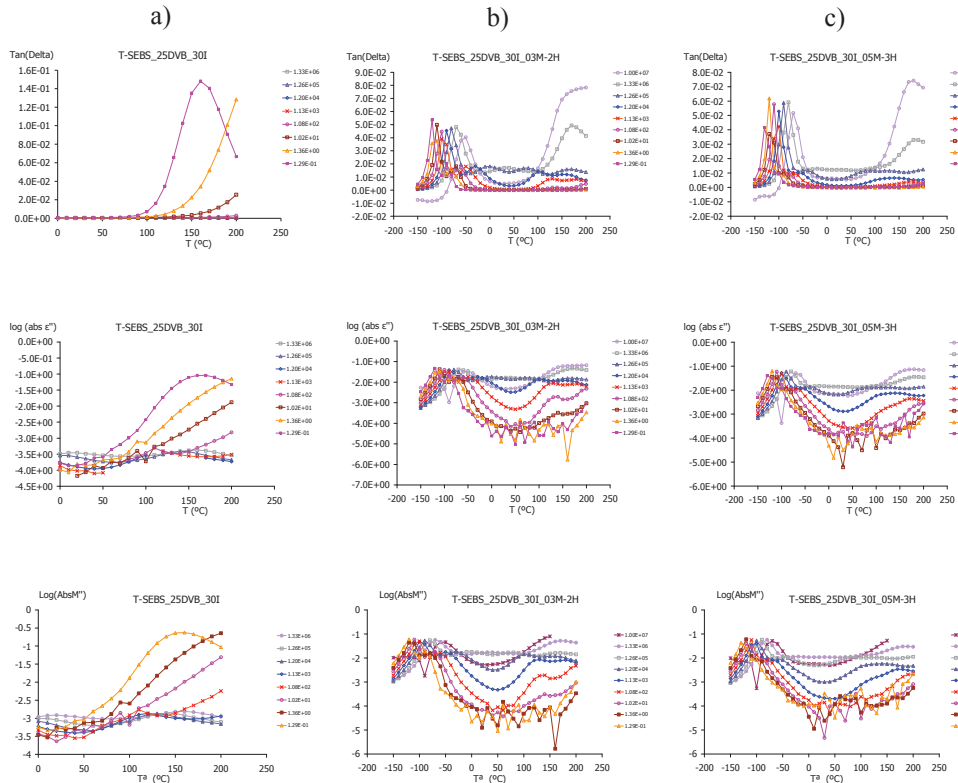 a)
b)
c)
Tan(Delta)
T-SEBS_25DVB_30I
1.6E-01
1.4E-01
1.2E-01
1.0E-01
8.0E-02
6.0E-02
4.0E-02
2.0E-02
0.0E+00
0 50 100 150 200 250
T (ºC)
1.33E+06
1.26E+05
1.20E+04
1.13E+03
1.08E+02
1.02E+01
1.36E+00
1.29E-01
Tan(Delta)
T-SEBS_25DVB_30I_03M-2H
9.0E-02
8.0E-02
7.0E-02
6.0E-02
5.0E-02
4.0E-02
3.0E-02
2.0E-02
1.0E-02
0.0E+00
-1.0E-02
-2.0E-02
-200 -150 -100 -50 0 50 100 150 200 250
T (ºC)
1.00E+07
1.33E+06
1.26E+05
1.20E+04
1.13E+03
1.08E+02
1.02E+01
1.36E+00
1.29E-01
Tan(Delta)
T-SEBS_25DVB_30I_05M-3H
8.0E-02
7.0E-02
6.0E-02
5.0E-02
4.0E-02
3.0E-02
2.0E-02
1.0E-02
0.0E+00
-1.0E-02
-2.0E-02
-200 -150 -100 -50 0 50 100 150 200 250
T (ºC)
log (abs ε")
T-SEBS_25DVB_30I
0.0E+00
-5.0E-01
-1.0E+00
-1.5E+00
-2.0E+00
-2.5E+00
-3.0E+00
-3.5E+00
-4.0E+00
-4.5E+00
0 50 100 150 200 250
T (ºC)
1.33E+06
1.26E+05
1.20E+04
1.13E+03
1.08E+02
1.02E+01
1.36E+00
1.29E-01
log (abs ε")
T-SEBS_25DVB_30I_03M-2H
0.0E+00
-1.0E+00
-2.0E+00
-3.0E+00
-4.0E+00
-5.0E+00
-6.0E+00
-7.0E+00
-200 -150 -100 -50 0 50 100 150 200 250
T (ºC)
1.00E+07
1.33E+06
1.26E+05
1.20E+04
1.13E+03
1.08E+02
1.02E+01
1.36E+00
1.29E-01
log (abs ε")
T-SEBS_25DVB_30I_05M-3H
0.0E+00
-1.0E+00
-2.0E+00
-3.0E+00
-4.0E+00
-5.0E+00
-6.0E+00
-200 -150 -100 -50 0 50 100 150 200 250
T (ºC)
Log(AbsM")
T-SEBS_25DVB_30I
0
-0.5
-1
-1.5
-2
-2.5
-3
-3.5
-4
0 50 100 150 200 250
Tª (ºC)
1.33E+06
1.26E+05
1.20E+04
1.13E+03
1.08E+02
1.02E+01
1.36E+00
1.29E-01
Log(AbsM")
T-SEBS_25DVB_30I_03M-2H
0
-1
-2
-3
-4
-5
-6
-200 -150 -100 -50 0 50 100 150 200 250
Tª (ºC)
1.00E+07
1.33E+06
1.26E+05
1.20E+04
1.13E+03
1.08E+02
1.02E+01
1.36E+00
1.29E-01
Log(AbsM")
T-SEBS_25DVB_30I_05M-3H
0
-1
-2
-3
-4
-5
-6
-200 -150 -100 -50 0 50 100 150 200 250
Tª (ºC)